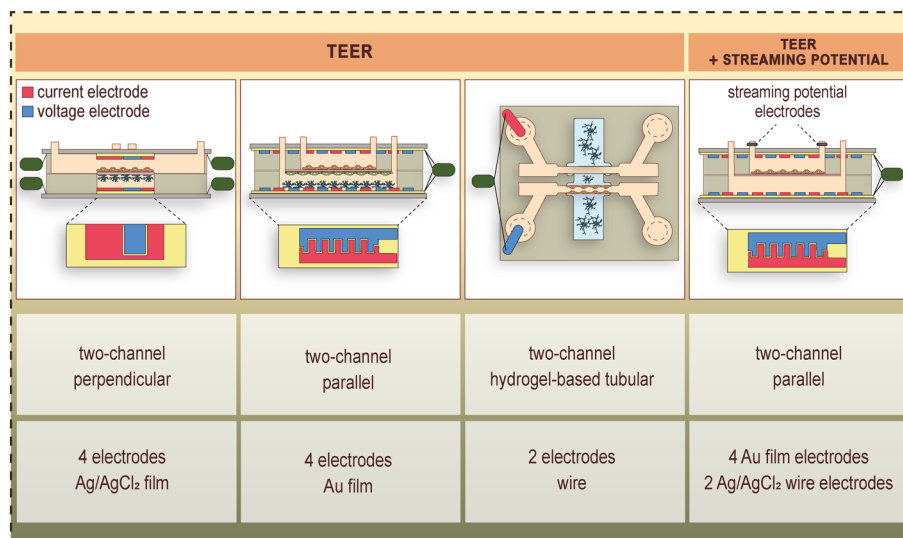 TEER
TEER
+ STREAMING POTENTIAL
current electrode
voltage electrode
streaming potential
electrodes
two-channel
perpendicular
two-channel
parallel
two-channel
hydrogel-based tubular
two-channel
parallel
4 electrodes
Ag/AgCl₂ film
4 electrodes
Au film
2 electrodes
wire
4 Au film electrodes
2 Ag/AgCl₂ wire electrodes